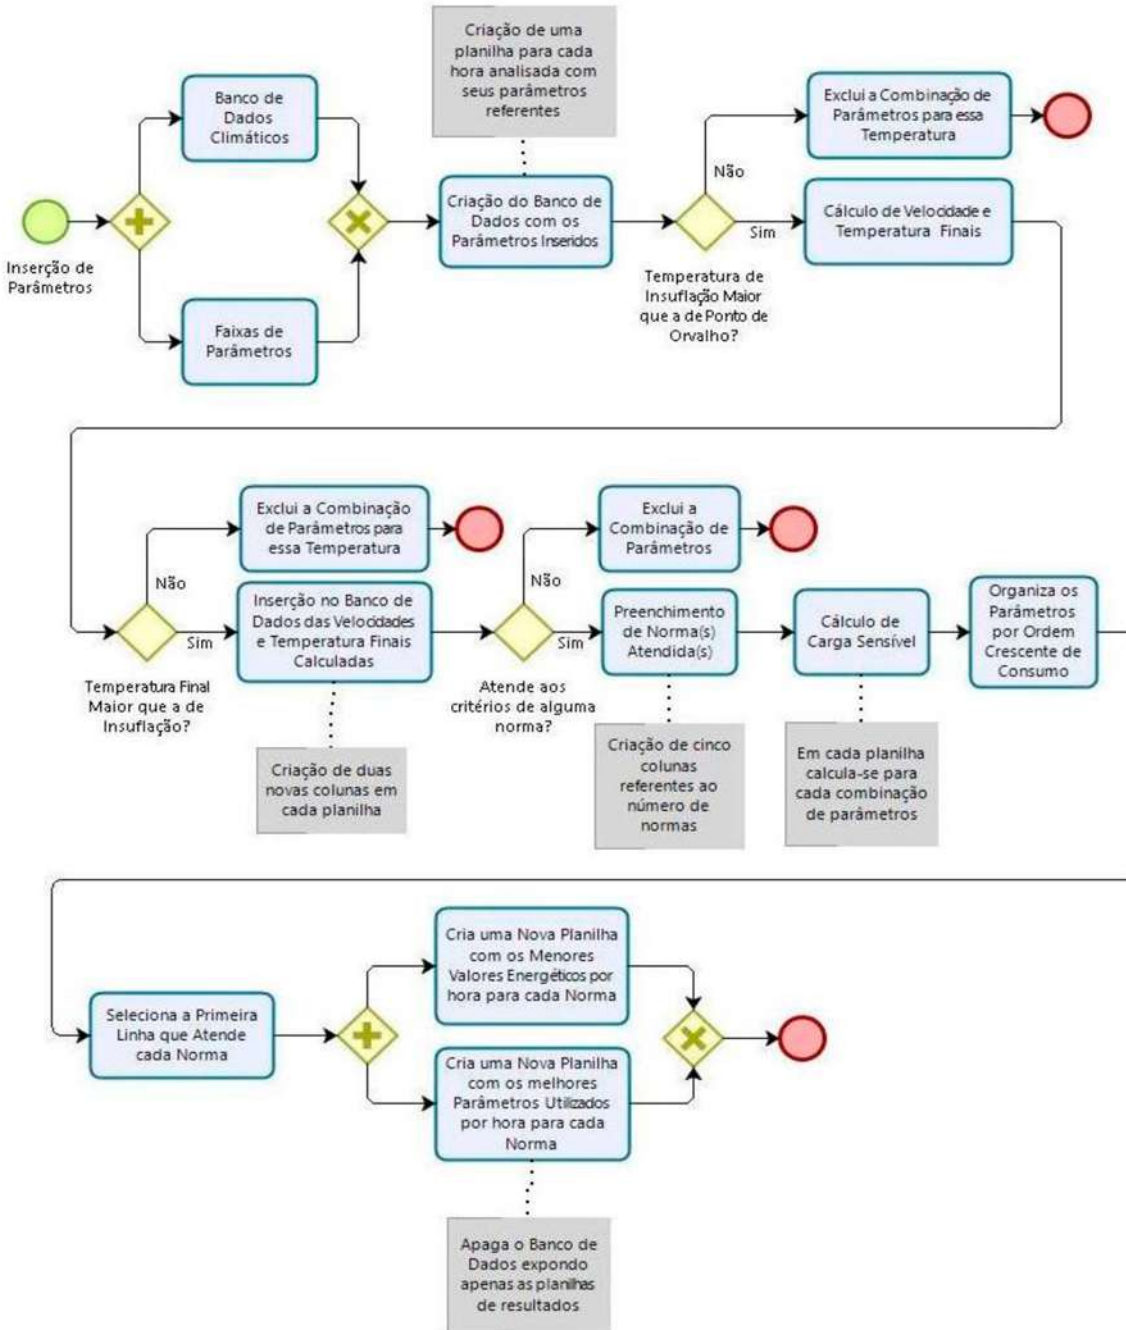 Criação de uma
planilha para cada
hora analisada com
seus parâmetros
referentes
Banco de
Dados
Climáticos
Exclui a Combinação de
Parâmetros para essa
Temperatura
Não
Inserção de
Parâmetros
Criação do Banco de
Dados com os
Parâmetros Inseridos
Sim
Cálculo de Velocidade e
Temperatura Finais
Faixas de
Parâmetros
Temperatura de
Insuflação Maior
que a de Ponto de
Orvalho?
Exclui a Combinação
de Parâmetros para
essa Temperatura
Exclui a
Combinação de
Parâmetros
Não
Não
Sim
Inserção no Banco de
Dados das Velocidades
e Temperatura Finais
Calculadas
Sim
Preenchimento
de Norma(s)
Atendida(s)
Cálculo de
Carga Sensível
Organiza os
Parâmetros
por Ordem
Crescente de
Consumo
Temperatura Final
Maior que a de
Insuflação?
Atende aos
critérios de alguma
norma?
Criação de duas
novas colunas em
cada planilha
Criação de cinco
colunas
referentes ao
número de
normas
Em cada planilha
calcula-se para
cada combinação
de parâmetros
Cria uma Nova Planilha
com os Menores
Valores Energéticos por
hora para cada Norma
Seleciona a Primeira
Linha que Atende
cada Norma
Cria uma Nova Planilha
com os melhores
Parâmetros Utilizados
por hora para cada
Norma
Apaga o Banco de
Dados expondo
apenas as planilhas
de resultados